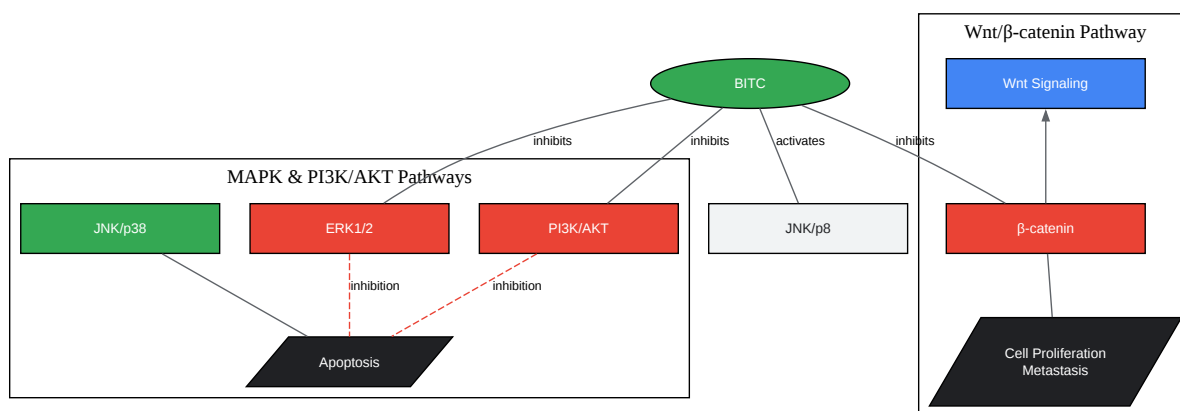 Wnt/β-catenin Pathway
BITC
Wnt Signaling
inhibits
inhibits
activates
inhibits
MAPK & PI3K/AKT Pathways
JNK/p38
ERK1/2
PI3K/AKT
JNK/p8
β-catenin
inhibition
inhibition
Apoptosis
Cell Proliferation
Metastasis